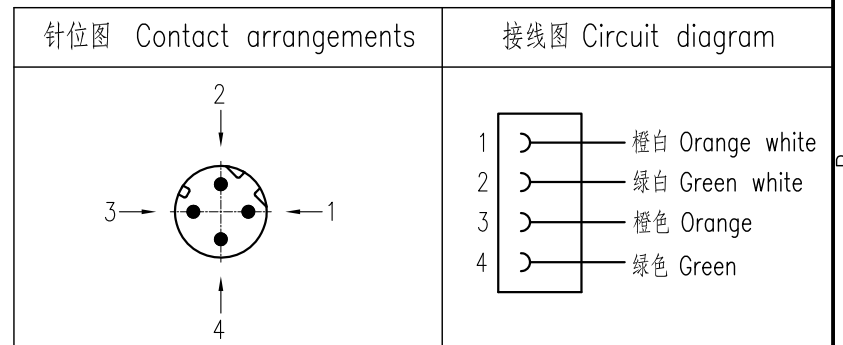 针位图 Contact arrangements
接线图 Circuit diagram
2
3
1
4
1 橙白 Orange white
2 绿白 Green white
3 橙色 Orange
4 绿色 Green